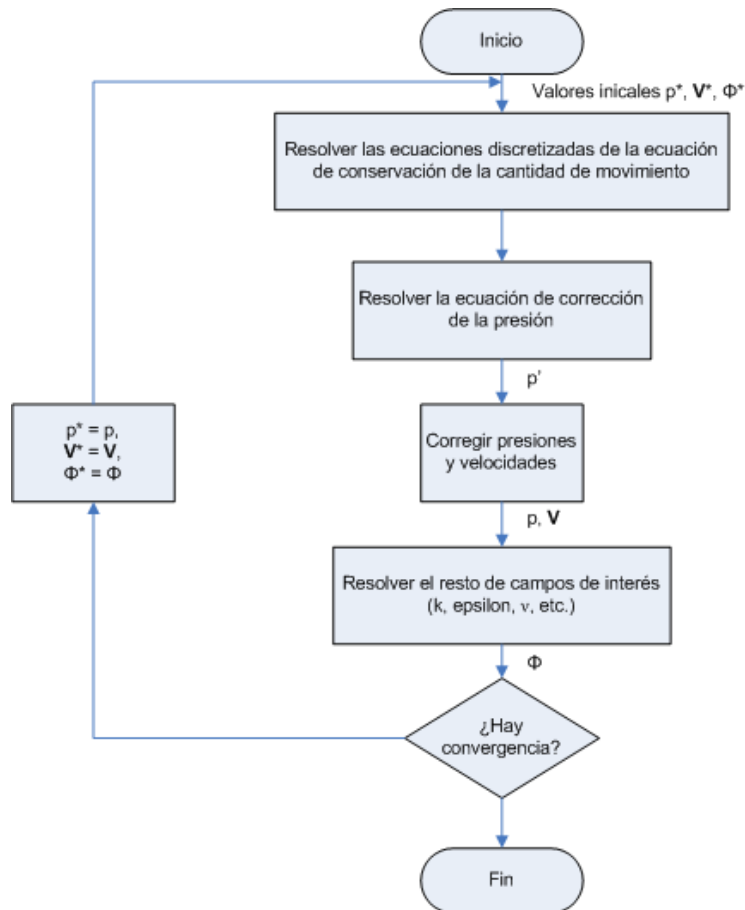 Inicio
Valores inicales p*, V*, Φ*
Resolver las ecuaciones discretizadas de la ecuación
de conservación de la cantidad de movimiento
Resolver la ecuación de corrección
de la presión
p'
Corregir presiones
y velocidades
p, V
p* = p,
V* = V,
Φ* = Φ
Resolver el resto de campos de interés
(k, epsilon, ν, etc.)
Φ
¿Hay
convergencia?
Fin